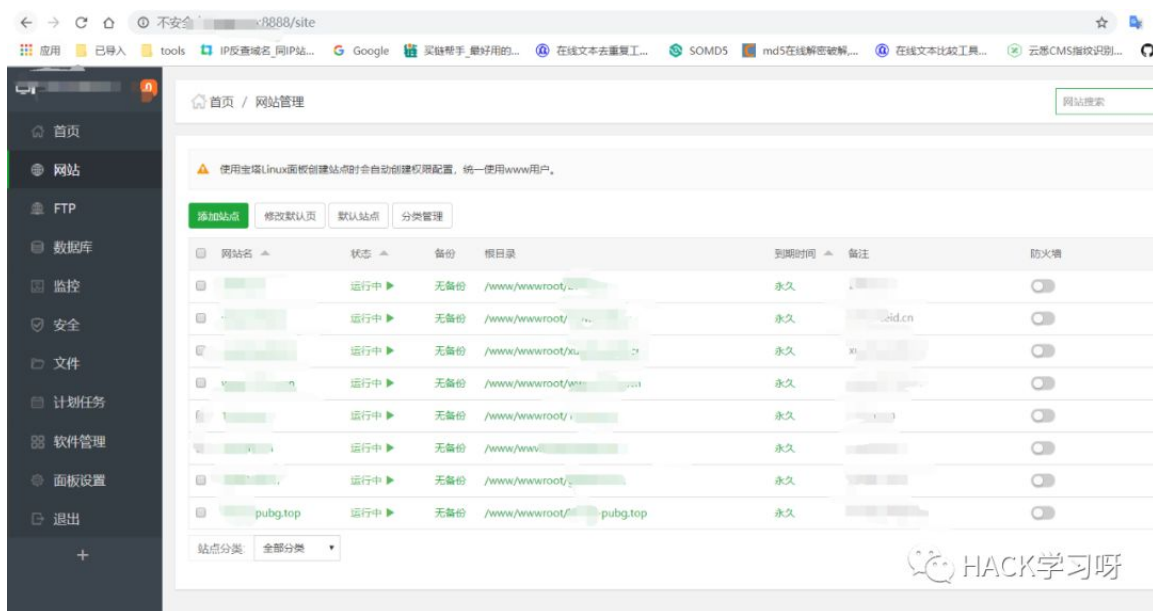 不安全 :8888/site
应用 已导入 tools IP反查域名_同IP站... Google 买链帮手_最好用的... 在线文本去重复工... SOMD5 md5在线解密破解,... 在线文本比较工具... 云悉CMS指纹识别...
首页 / 网站管理
网站搜索
首页
网站
FTP
数据库
监控
安全
文件
计划任务
软件管理
面板设置
退出
使用宝塔Linux面板创建站点时会自动创建权限配置，统一使用www用户。
添加站点 修改默认页 默认站点 分类管理
网站名 状态 备份 根目录 到期时间 备注 防火墙
运行中 无备份 /www/wwwroot/ 永久
运行中 无备份 /www/wwwroot/ 永久 eid.cn
运行中 无备份 /www/wwwroot/xu 永久
运行中 无备份 /www/wwwroot/ 永久
运行中 无备份 /www/wwwroot/ 永久
运行中 无备份 /www/ 永久
运行中 无备份 /www/wwwroot/ 永久
pubg.top 运行中 无备份 /www/wwwroot/ pubg.top 永久
站点分类: 全部分类
HACK学习呀